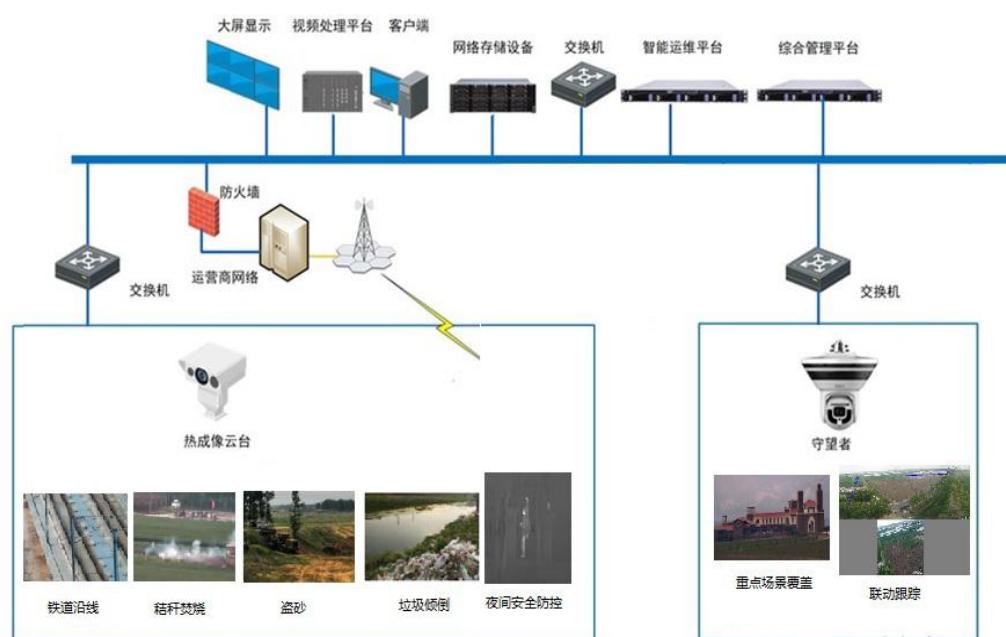 大屏显示
视频处理平台
客户端
网络存储设备
交换机
智能运维平台
综合管理平台
防火墙
运营商网络
交换机
交换机
热成像云台
守望者
铁道沿线
秸秆焚烧
盗砂
垃圾倾倒
夜间安全防控
重点场景覆盖
联动跟踪